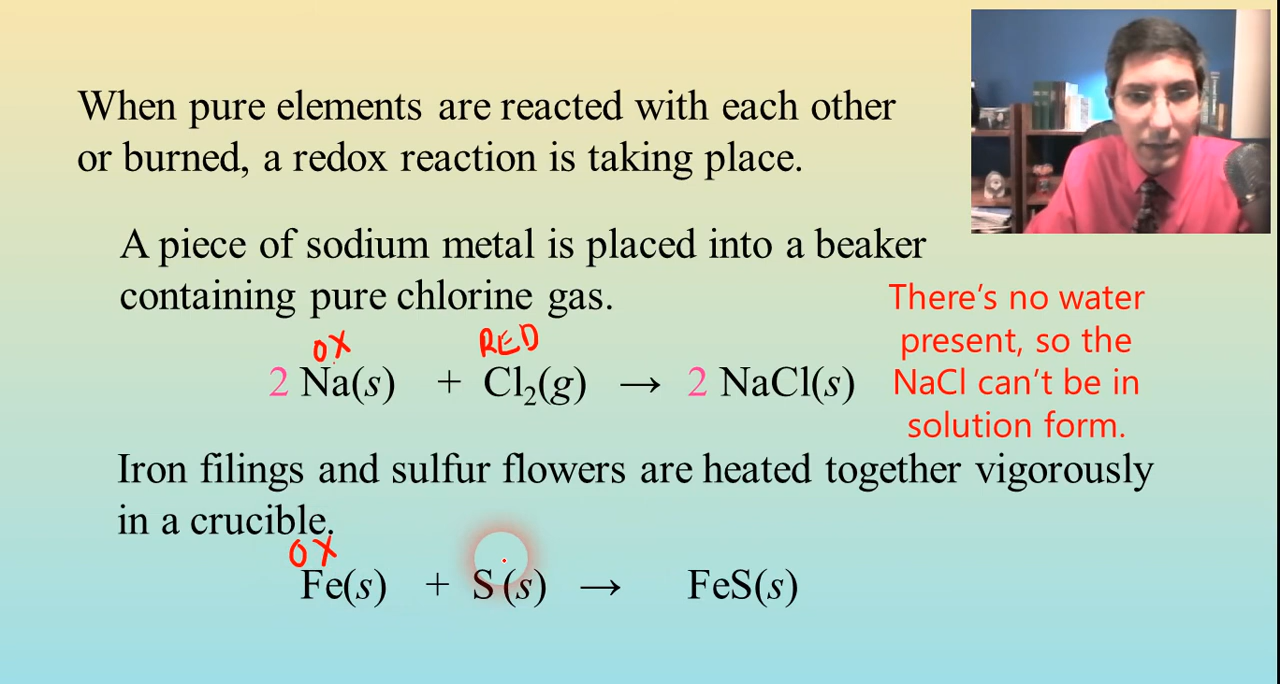 When pure elements are reacted with each other
or burned, a redox reaction is taking place.
A piece of sodium metal is placed into a beaker
containing pure chlorine gas.
There's no water
present, so the
NaCl can't be in
solution form.
OX RED
2 Na(s) + Cl₂(g) → 2 NaCl(s)
Iron filings and sulfur flowers are heated together vigorously
in a crucible.
OX
Fe(s) + S (s) → FeS(s)